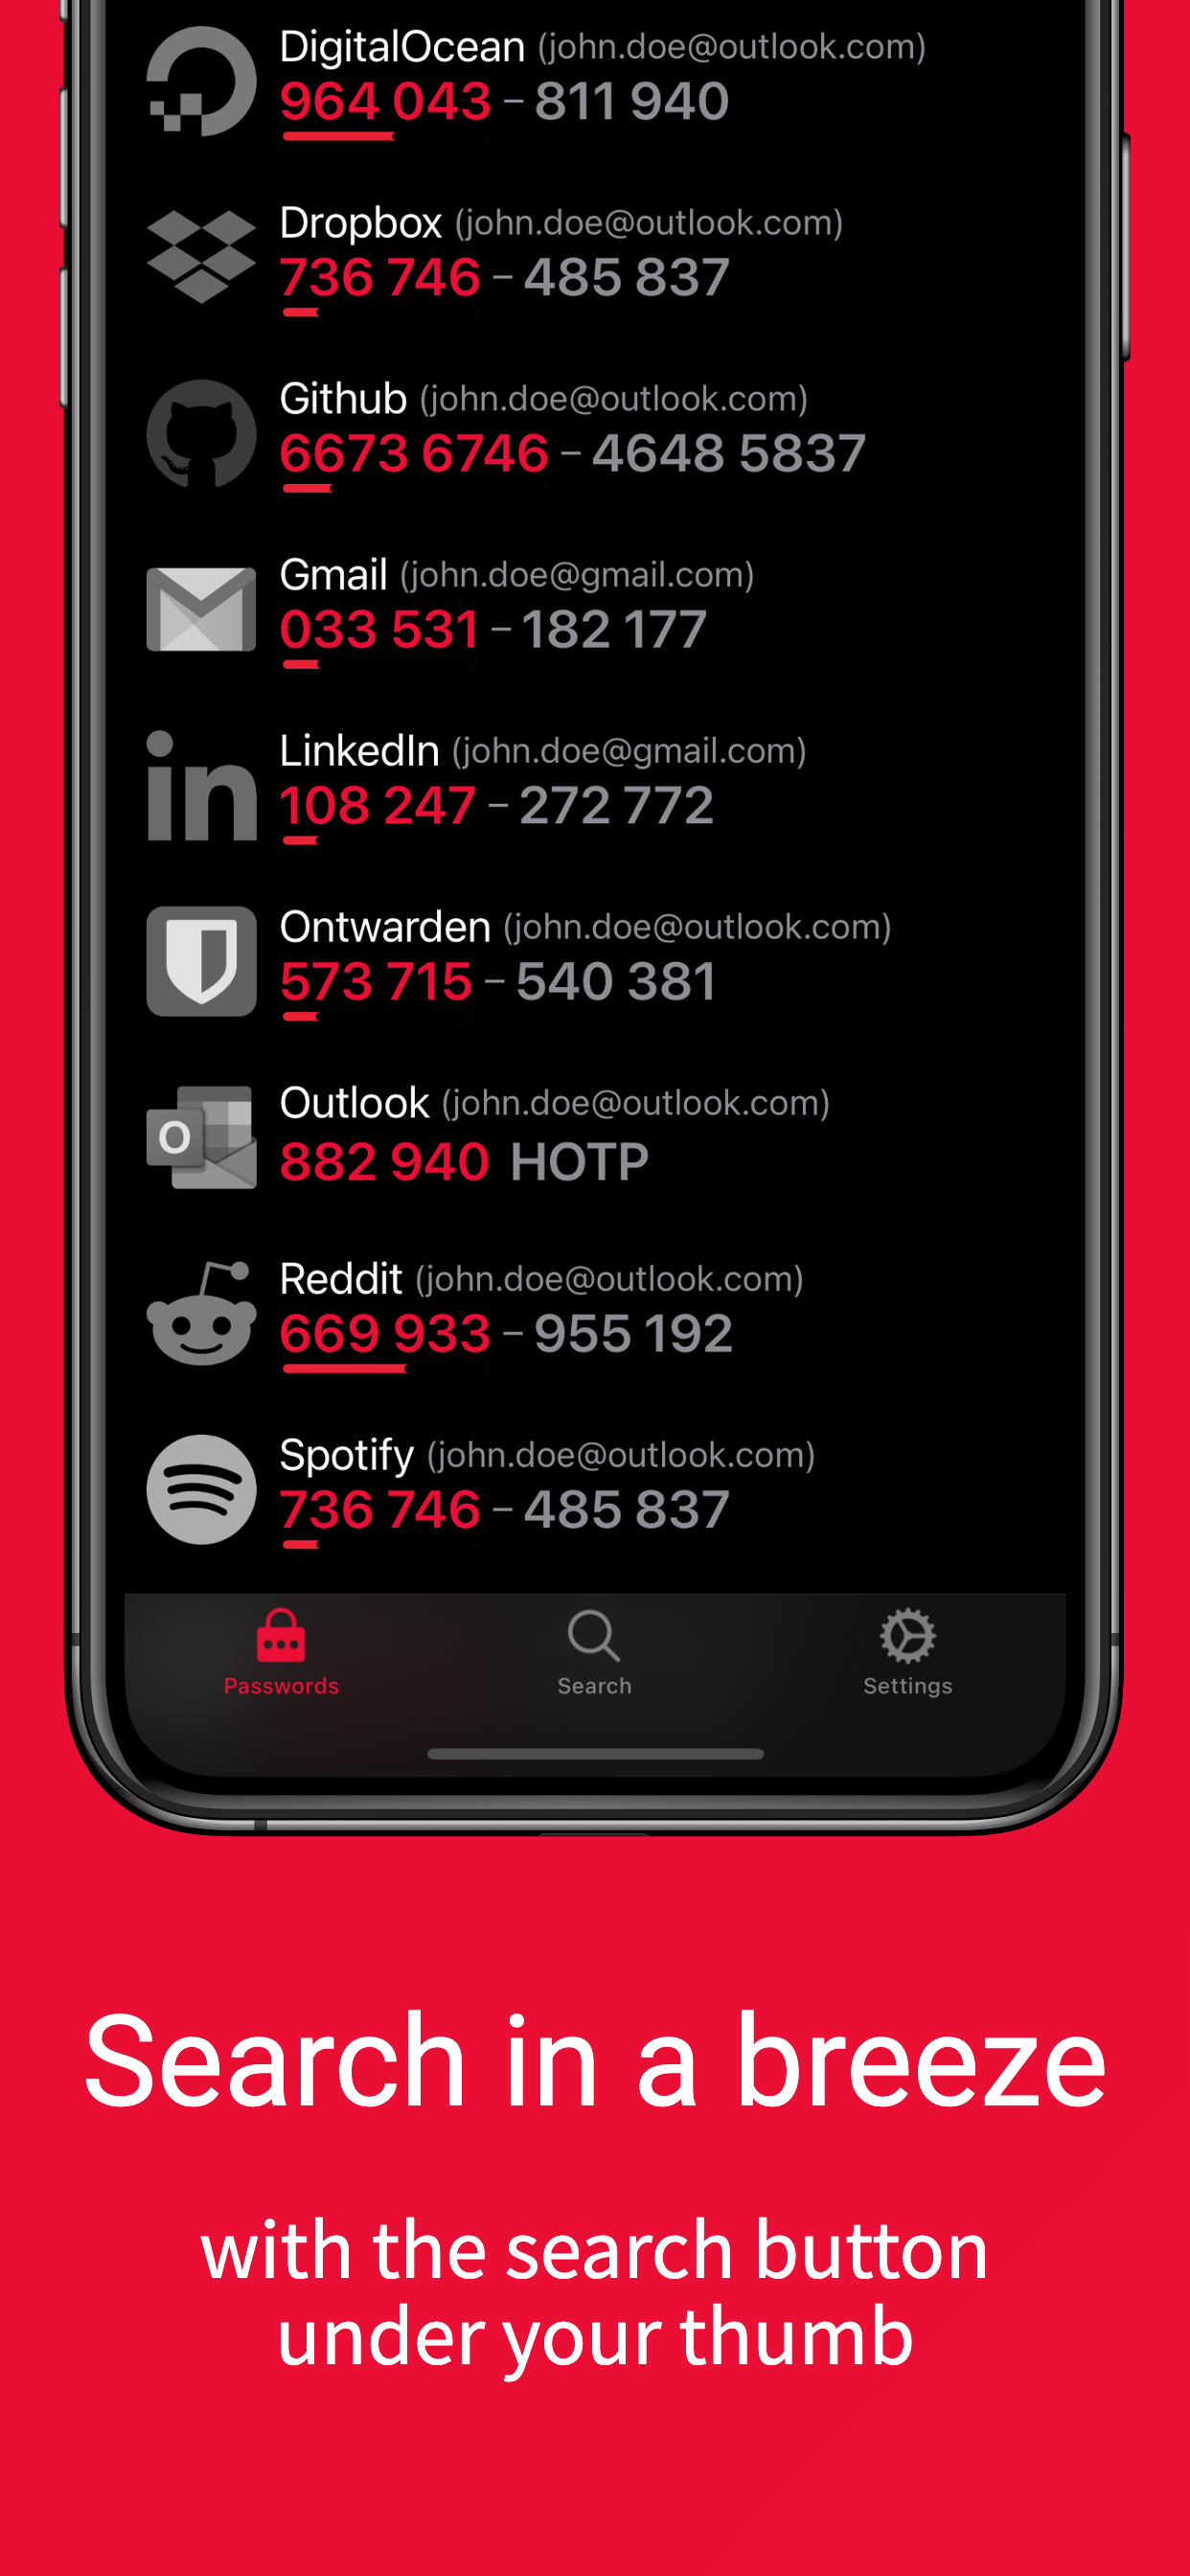 DigitalOcean (john.doe@outlook.com)
964 043 – 811 940
Dropbox (john.doe@outlook.com)
736 746 – 485 837
Github (john.doe@outlook.com)
6673 6746 – 4648 5837
Gmail (john.doe@gmail.com)
033 531 – 182 177
LinkedIn (john.doe@gmail.com)
108 247 – 272 772
Ontwarden (john.doe@outlook.com)
573 715 – 540 381
Outlook (john.doe@outlook.com)
882 940 HOTP
Reddit (john.doe@outlook.com)
669 933 – 955 192
Spotify (john.doe@outlook.com)
736 746 – 485 837
Passwords Search Settings
Search in a breeze
with the search button
under your thumb